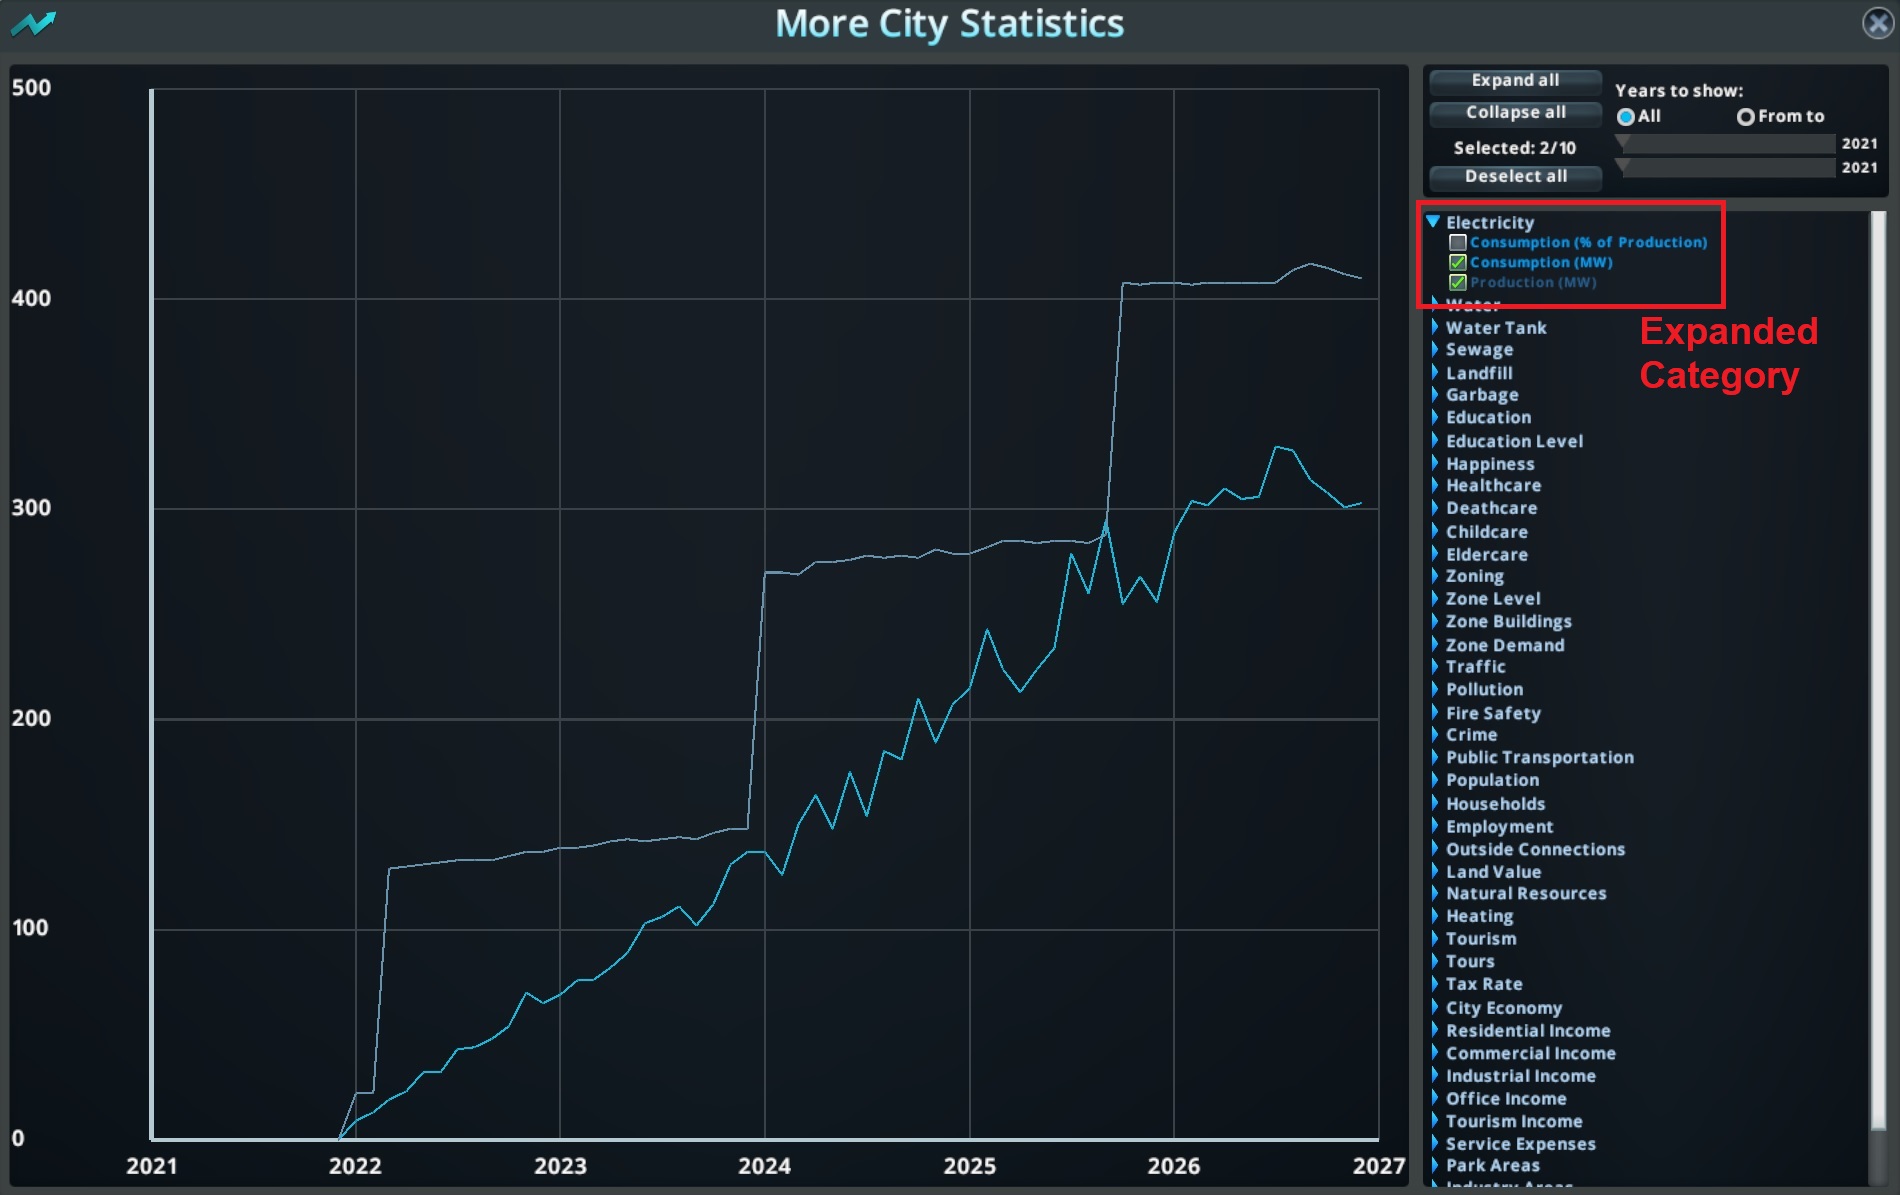 More City Statistics
500
400
300
200
100
0
2021 2022 2023 2024 2025 2026 2027
Expand all
Collapse all
Selected: 2/10
Deselect all
Years to show:
All From to
2021
2021
Electricity
Consumption (% of Production)
Consumption (MW)
Production (MW)
Water
Water Tank
Sewage
Landfill
Garbage
Education
Education Level
Happiness
Healthcare
Deathcare
Childcare
Eldercare
Zoning
Zone Level
Zone Buildings
Zone Demand
Traffic
Pollution
Fire Safety
Crime
Public Transportation
Population
Households
Employment
Outside Connections
Land Value
Natural Resources
Heating
Tourism
Tours
Tax Rate
City Economy
Residential Income
Commercial Income
Industrial Income
Office Income
Tourism Income
Service Expenses
Park Areas
Industry Areas
Expanded
Category